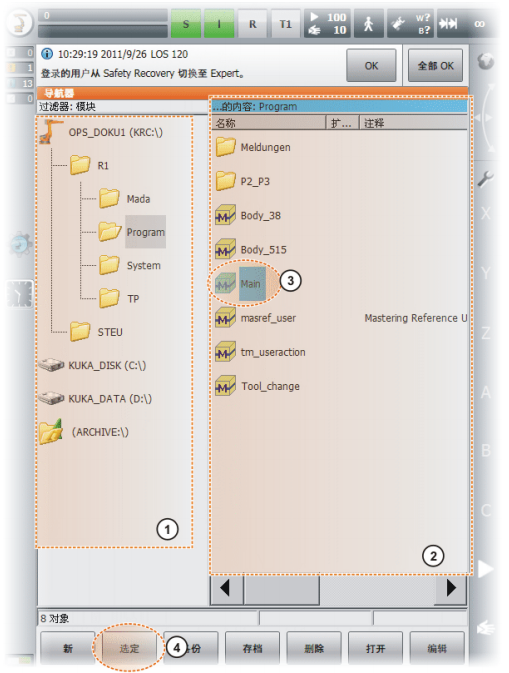 0
S I R T1 100 10 W? B? ∞
0
1
13
0
10:29:19 2011/9/26 LOS 120
登录的用户从 Safety Recovery 切换至 Expert。
OK 全部 OK
导航器
过滤器: 模块
...的内容: Program
名称 扩... 注释
OPS_DOKU1 (KRC:\)
R1
Mada
Program
System
TP
STEU
KUKA_DISK (C:\)
KUKA_DATA (D:\)
(ARCHIVE:\)
1
Meldungen
P2_P3
Body_38
Body_515
Main 3
masref_user Mastering Reference U
tm_useraction
Tool_change
2
X
Y
Z
A
B
C
8 对象
新 选定 4 份 存档 删除 打开 编辑